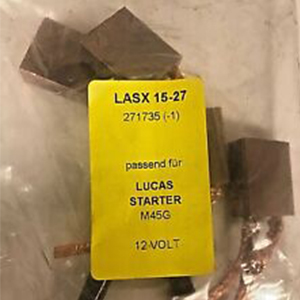 LASX 15-27
271735 (-1)
passend für
LUCAS
STARTER
M45G
12-VOLT